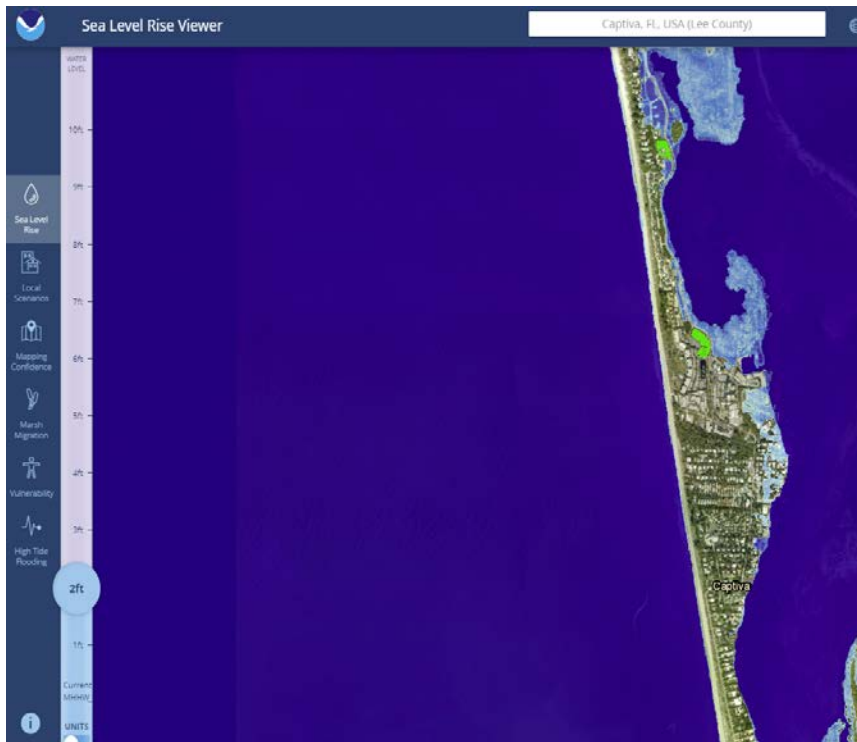 Sea Level Rise Viewer
Captiva, FL, USA (Lee County)
WATER
LEVEL
10ft
9ft
8ft
7ft
6ft
5ft
4ft
3ft
2ft
1ft
Current
MHHW
UNITS
Sea Level
Rise
Local
Scenarios
Mapping
Confidence
Marsh
Migration
Vulnerability
High Tide
Flooding
Captiva